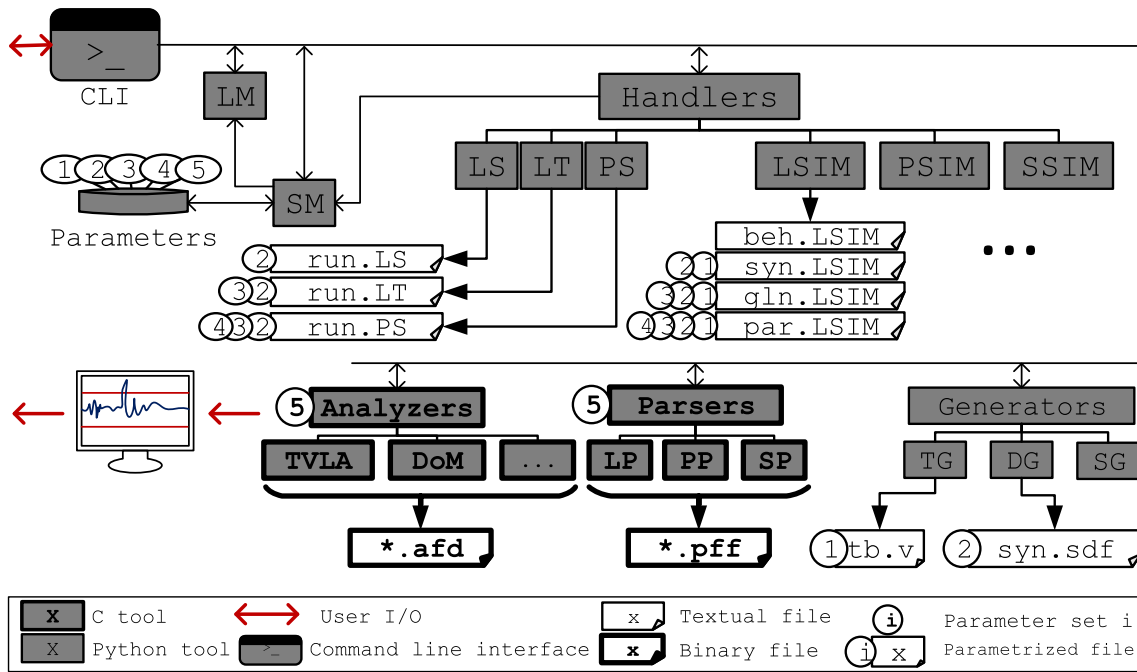 >_
CLI
LM
Handlers
LS LT PS LSIM PSIM SSIM
1 2 3 4 5
SM
Parameters
beh.LSIM
2 run.LS
2 1 syn.LSIM
...
3 2 run.LT
3 2 1 gln.LSIM
4 3 2 run.PS
4 3 2 1 par.LSIM
5 Analyzers
5 Parsers
Generators
TVLA DoM ...
LP PP SP
TG DG SG
*.afd
*.pff
1 tb.v
2 syn.sdf
x C tool
User I/O
x Textual file
i Parameter set i
X Python tool
>_ Command line interface
x Binary file
i x Parametrized file